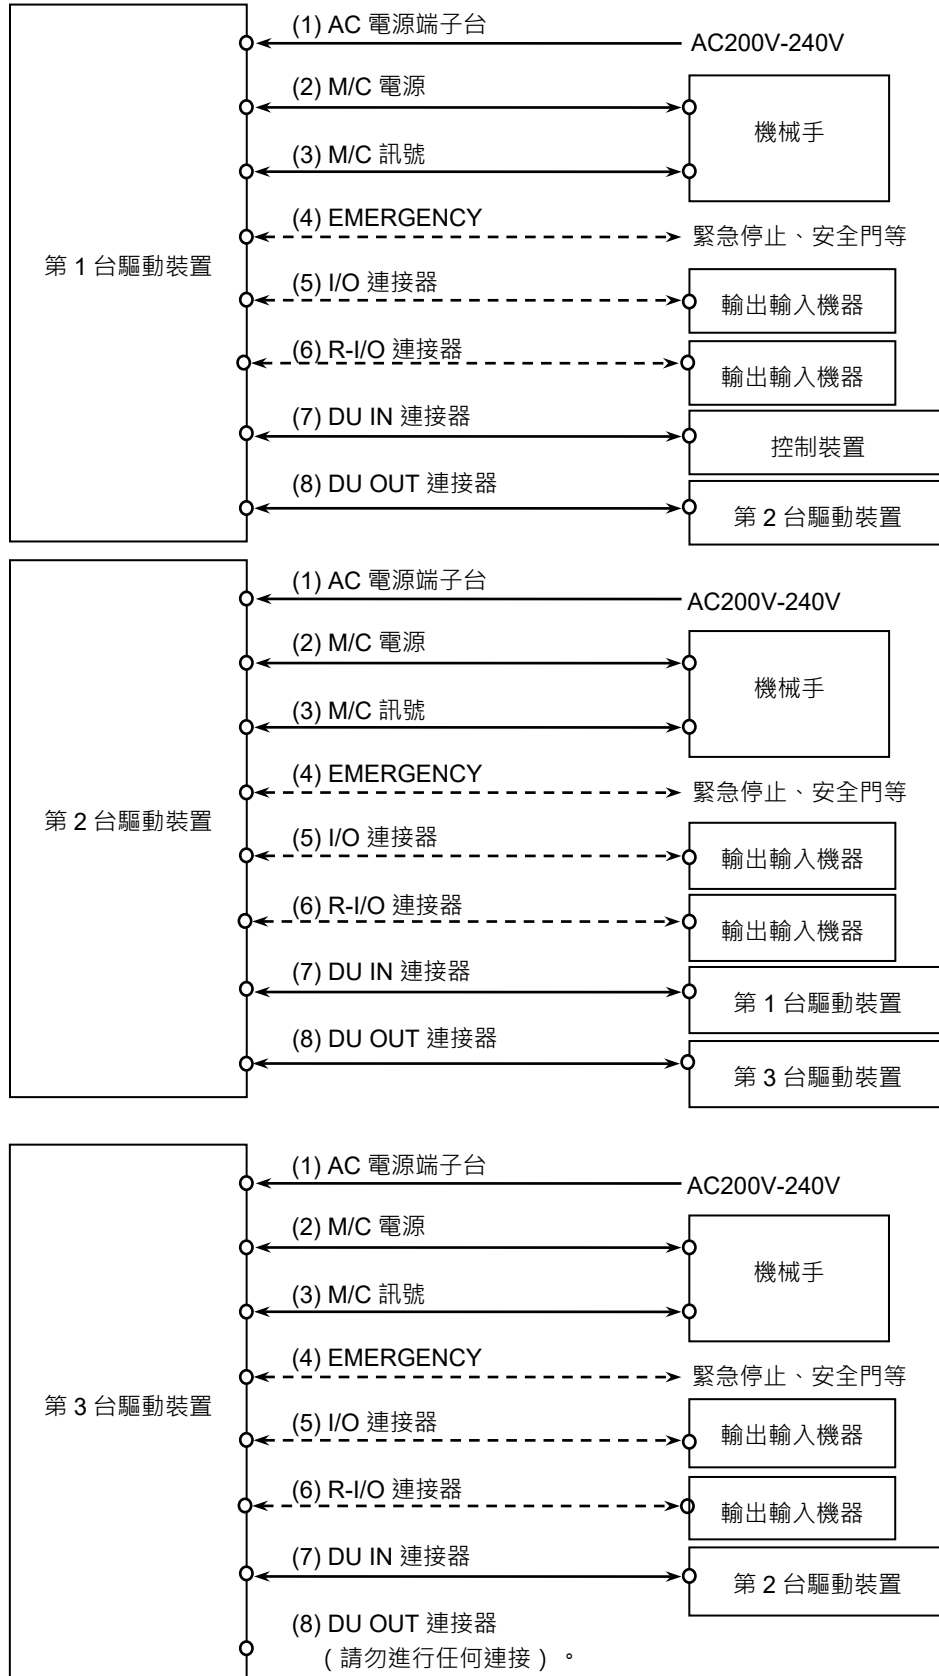 (1) AC 電源端子台
AC200V-240V
(2) M/C 電源
機械手
(3) M/C 訊號
(4) EMERGENCY
緊急停止、安全門等
第 1 台驅動裝置
(5) I/O 連接器
輸出輸入機器
(6) R-I/O 連接器
輸出輸入機器
(7) DU IN 連接器
控制裝置
(8) DU OUT 連接器
第 2 台驅動裝置
(1) AC 電源端子台
AC200V-240V
(2) M/C 電源
機械手
(3) M/C 訊號
(4) EMERGENCY
緊急停止、安全門等
第 2 台驅動裝置
(5) I/O 連接器
輸出輸入機器
(6) R-I/O 連接器
輸出輸入機器
(7) DU IN 連接器
第 1 台驅動裝置
(8) DU OUT 連接器
第 3 台驅動裝置
(1) AC 電源端子台
AC200V-240V
(2) M/C 電源
機械手
(3) M/C 訊號
(4) EMERGENCY
緊急停止、安全門等
第 3 台驅動裝置
(5) I/O 連接器
輸出輸入機器
(6) R-I/O 連接器
輸出輸入機器
(7) DU IN 連接器
第 2 台驅動裝置
(8) DU OUT 連接器
（請勿進行任何連接）。